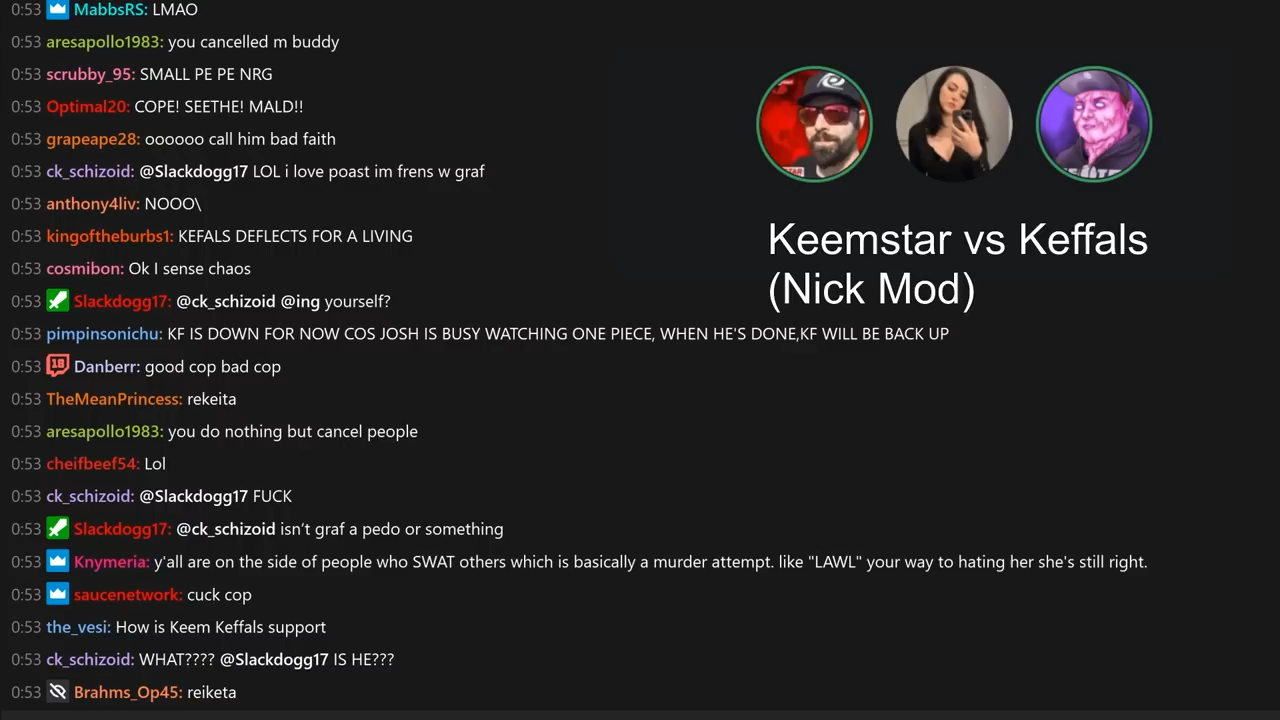 0:53 MabbsRS: LMAO
0:53 aresapollo1983: you cancelled m buddy
0:53 scrubby_95: SMALL PE PE NRG
0:53 Optimal20: COPE! SEETHE! MALD!!
0:53 grapeape28: oooooo call him bad faith
0:53 ck_schizoid: @Slackdogg17 LOL i love poast im frens w graf
0:53 anthony4liv: NOOO\
0:53 kingoftheburbs1: KEFALS DEFLECTS FOR A LIVING
0:53 cosmibon: Ok I sense chaos
0:53 Slackdogg17: @ck_schizoid @ing yourself?
0:53 pimpinsonichu: KF IS DOWN FOR NOW COS JOSH IS BUSY WATCHING ONE PIECE, WHEN HE'S DONE,KF WILL BE BACK UP
0:53 18 Danberr: good cop bad cop
0:53 TheMeanPrincess: rekeita
0:53 aresapollo1983: you do nothing but cancel people
0:53 cheifbeef54: Lol
0:53 ck_schizoid: @Slackdogg17 FUCK
0:53 Slackdogg17: @ck_schizoid isn’t graf a pedo or something
0:53 Knymeria: y'all are on the side of people who SWAT others which is basically a murder attempt. like "LAWL" your way to hating her she's still right.
0:53 saucenetwork: cuck cop
0:53 the_vesi: How is Keem Keffals support
0:53 ck_schizoid: WHAT???? @Slackdogg17 IS HE???
0:53 Brahms_Op45: reiketa
Keemstar vs Keffals
(Nick Mod)